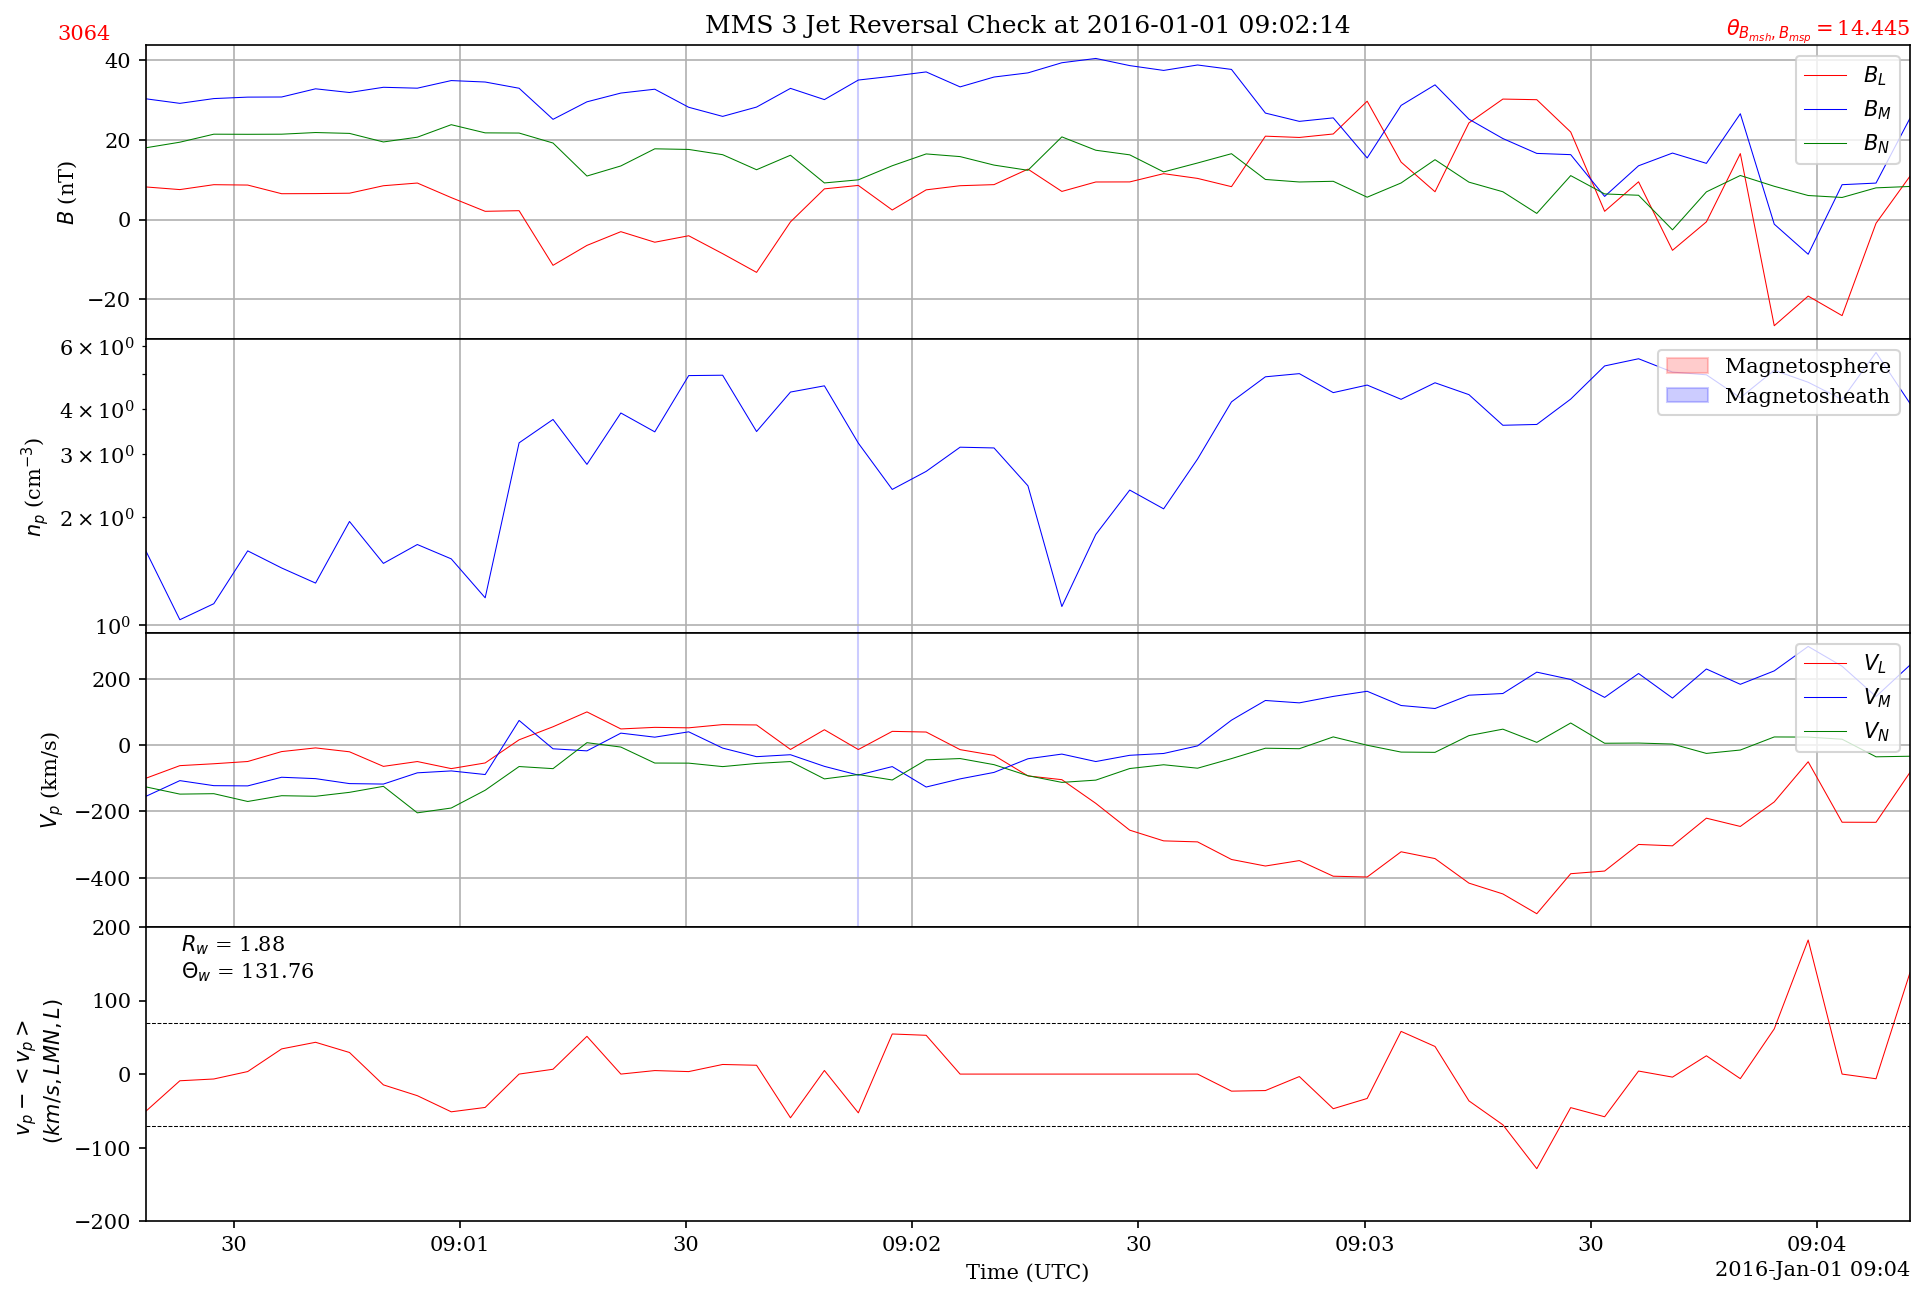 MMS 3 Jet Reversal Check at 2016-01-01 09:02:14
3064
θ_{B_{msh}, B_{msp}} = 14.445
40
20
0
−20
B (nT)
B_L
B_M
B_N
6 × 10^0
4 × 10^0
3 × 10^0
2 × 10^0
10^0
n_p (cm^{−3})
Magnetosphere
Magnetosheath
200
0
−200
−400
V_p (km/s)
V_L
V_M
V_N
200
100
0
−100
−200
v_p − < v_p >
(km/s, LMN, L)
R_w = 1.88
Θ_w = 131.76
30
09:01
30
09:02
30
09:03
30
09:04
Time (UTC)
2016-Jan-01 09:04